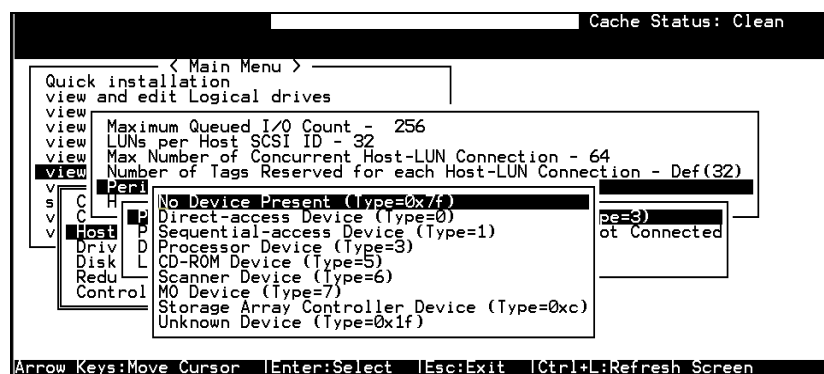 Cache Status: Clean
< Main Menu >
Quick installation
view and edit Logical drives
view
view Maximum Queued I/O Count - 256
view LUNs per Host SCSI ID - 32
view Max Number of Concurrent Host-LUN Connection - 64
view Number of Tags Reserved for each Host-LUN Connection - Def(32)
v Peri
s C H No Device Present (Type=0x7f)
v C P Direct-access Device (Type=0) pe=3)
v Host P Sequential-access Device (Type=1) ot Connected
Driv D Processor Device (Type=3)
Disk L CD-ROM Device (Type=5)
Redu Scanner Device (Type=6)
Control MO Device (Type=7)
Storage Array Controller Device (Type=0xc)
Unknown Device (Type=0x1f)
Arrow Keys:Move Cursor |Enter:Select |Esc:Exit |Ctrl+L:Refresh Screen